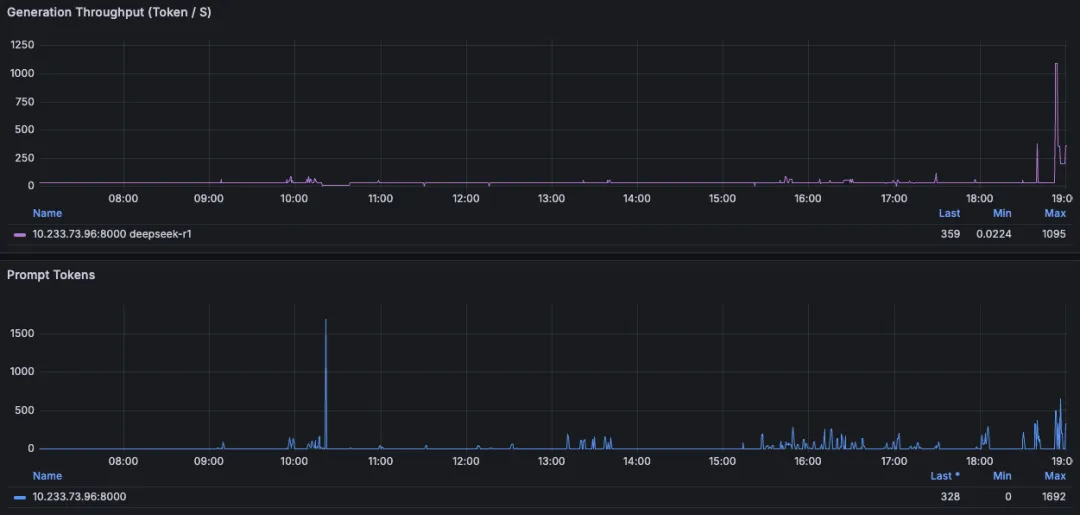 Generation Throughput (Token / S)
1250
1000
750
500
250
0
08:00 09:00 10:00 11:00 12:00 13:00 14:00 15:00 16:00 17:00 18:00 19:0
Name Last Min Max
10.233.73.96:8000 deepseek-r1 359 0.0224 1095
Prompt Tokens
1500
1000
500
0
08:00 09:00 10:00 11:00 12:00 13:00 14:00 15:00 16:00 17:00 18:00 19:0
Name Last * Min Max
10.233.73.96:8000 328 0 1692